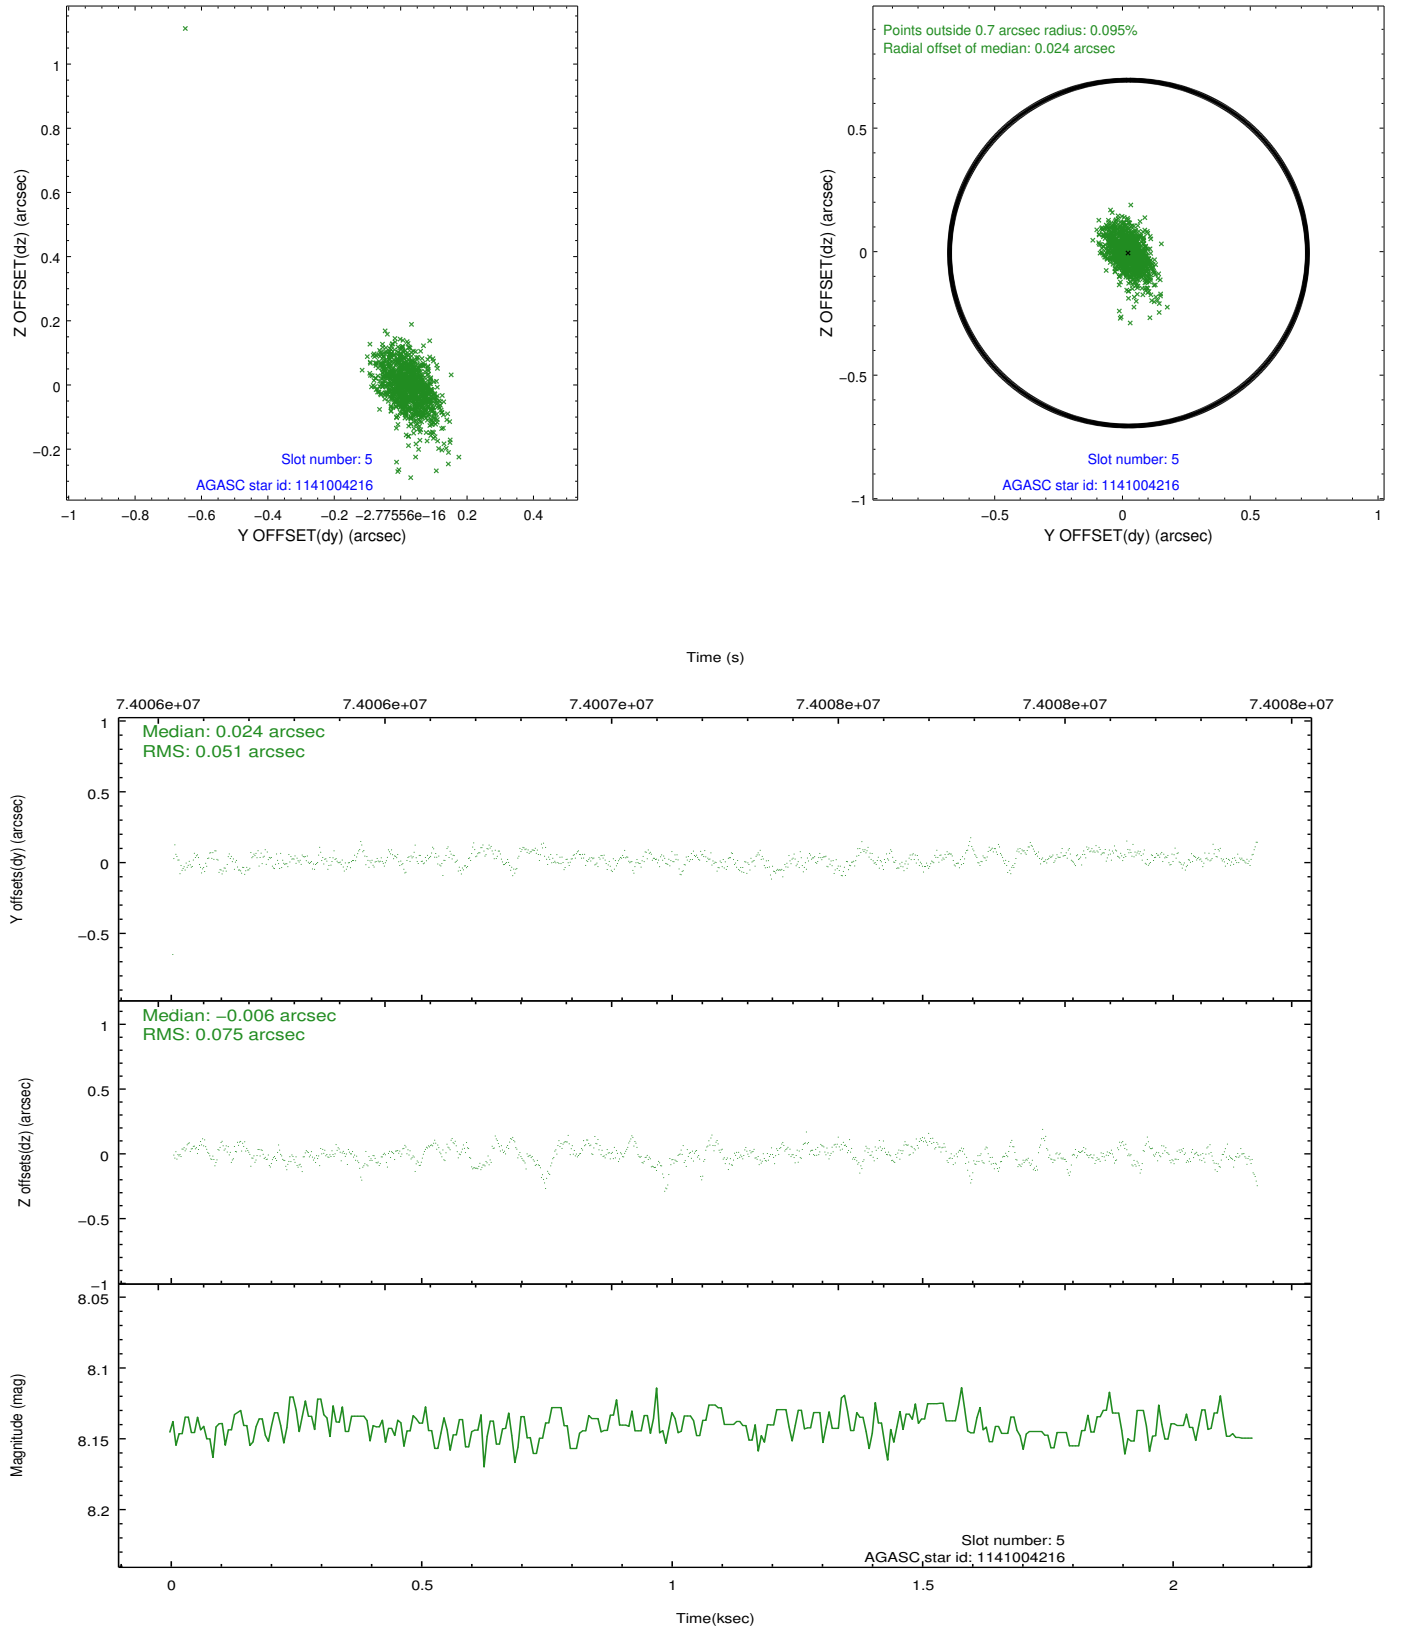 1
0.8
0.6
0.4
0.2
0
−0.2
Z OFFSET(dz) (arcsec)
Slot number: 5
AGASC star id: 1141004216
−1 −0.8 −0.6 −0.4 −0.2 −2.77556e−16 0.2 0.4
Y OFFSET(dy) (arcsec)
Points outside 0.7 arcsec radius: 0.095%
Radial offset of median: 0.024 arcsec
0.5
0
−0.5
−1
Z OFFSET(dz) (arcsec)
Slot number: 5
AGASC star id: 1141004216
−0.5 0 0.5 1
Y OFFSET(dy) (arcsec)
Time (s)
7.4006e+07 7.4006e+07 7.4007e+07 7.4008e+07 7.4008e+07 7.4008e+07
Median: 0.024 arcsec
RMS: 0.051 arcsec
1
0.5
0
−0.5
Y offsets(dy) (arcsec)
Median: −0.006 arcsec
RMS: 0.075 arcsec
1
0.5
0
−0.5
−1
Z offsets(dz) (arcsec)
8.05
8.1
8.15
8.2
Magnitude (mag)
Slot number: 5
AGASC star id: 1141004216
0 0.5 1 1.5 2
Time(ksec)